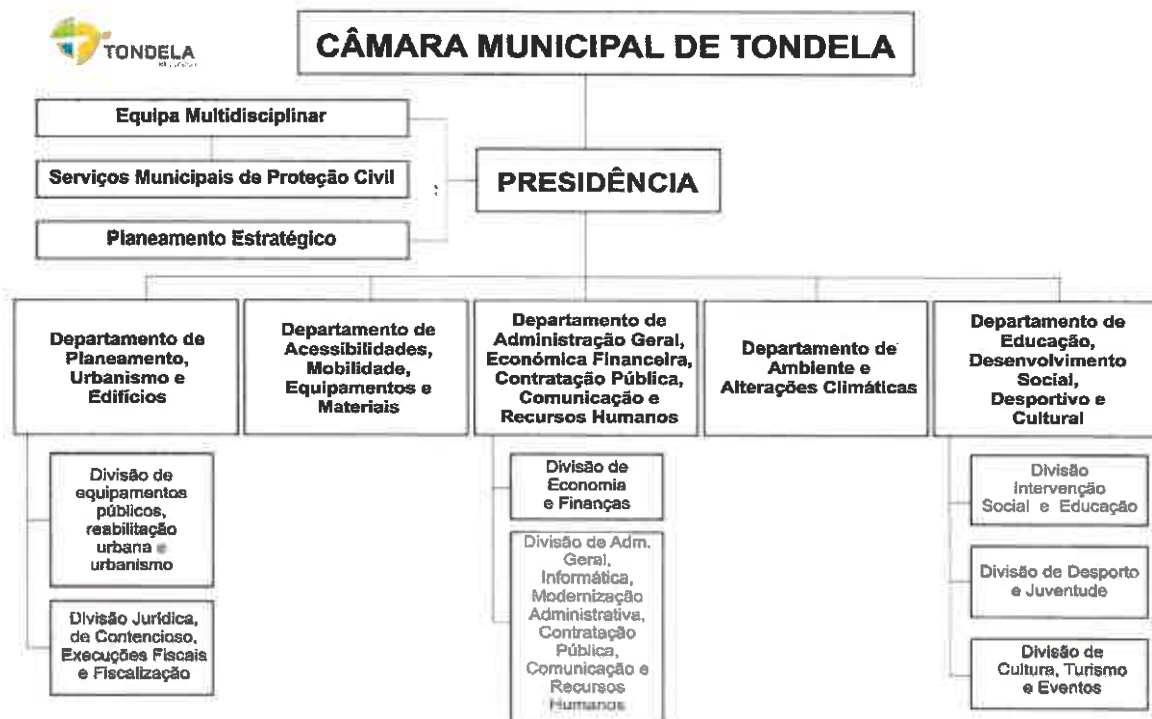 TONDELA
CÂMARA MUNICIPAL DE TONDELA
Equipa Multidisciplinar
Serviços Municipais de Proteção Civil
Planeamento Estratégico
PRESIDÊNCIA
Departamento de
Planeamento,
Urbanismo e
Edifícios
Departamento de
Acessibilidades,
Mobilidade,
Equipamentos e
Materiais
Departamento de
Administração Geral,
Económica Financeira,
Contratação Pública,
Comunicação e
Recursos Humanos
Departamento de
Ambiente e
Alterações Climáticas
Departamento de
Educação,
Desenvolvimento
Social,
Desportivo e
Cultural
Divisão de
equipamentos
públicos,
reabilitação
urbana e
urbanismo
Divisão Jurídica,
de Contencioso,
Execuções Fiscais
e Fiscalização
Divisão de
Economia
e Finanças
Divisão de Adm.
Geral,
Informática,
Modernização
Administrativa,
Contratação
Pública,
Comunicação e
Recursos
Humanos
Divisão
Intervenção
Social e Educação
Divisão de Desporto
e Juventude
Divisão de
Cultura, Turismo
e Eventos